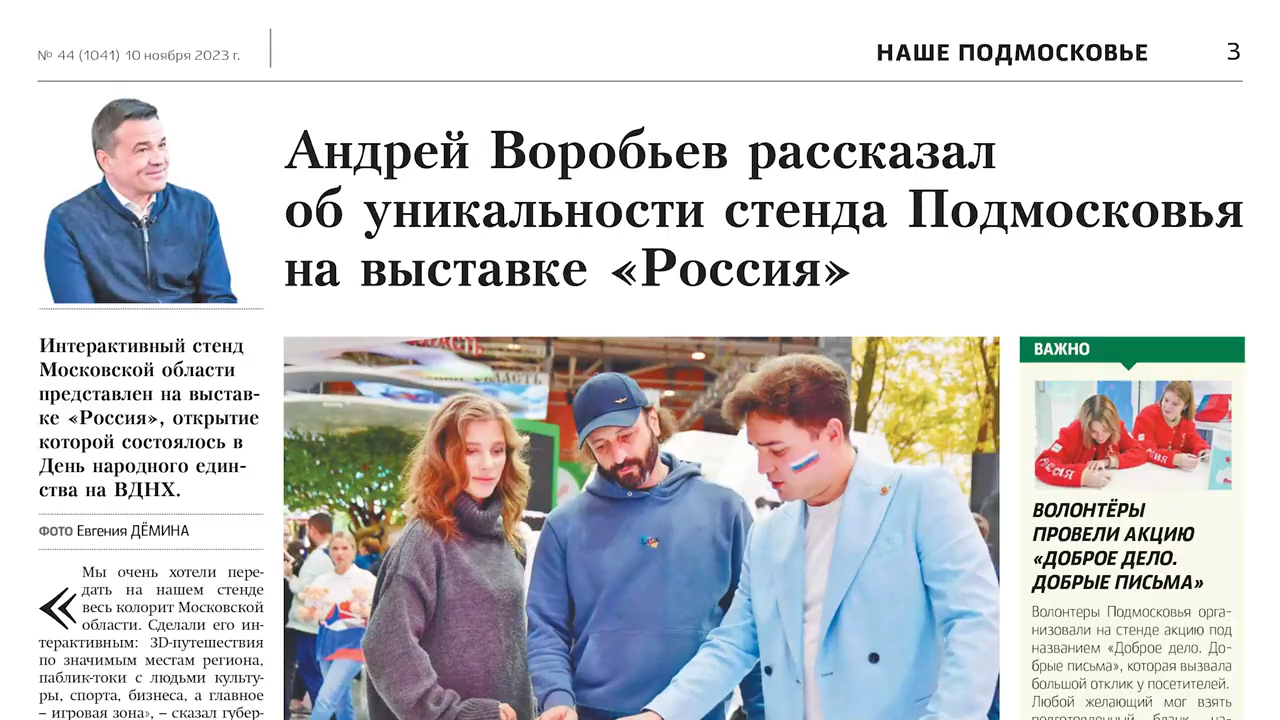 № 44 (1041) 10 ноября 2023 г.
НАШЕ ПОДМОСКОВЬЕ
3
Андрей Воробьев рассказал
об уникальности стенда Подмосковья
на выставке «Россия»
Интерактивный стенд
Московской области
представлен на выстав-
ке «Россия», открытие
которой состоялось в
День народного един-
ства на ВДНХ.
ФОТО Евгения ДЁМИНА
« Мы очень хотели пере-
дать на нашем стенде
весь колорит Московской
области. Сделали его ин-
терактивным: 3D-путешествия
по значимым местам региона,
паблик-токи с людьми культу-
ры, спорта, бизнеса, а главное
– игровая зона», – сказал губер-
ОБЛАСТЬ
ВАЖНО
ВОЛОНТЁРЫ
ПРОВЕЛИ АКЦИЮ
«ДОБРОЕ ДЕЛО.
ДОБРЫЕ ПИСЬМА»
Волонтеры Подмосковья орга-
низовали на стенде акцию под
названием «Доброе дело. До-
брые письма», которая вызвала
большой отклик у посетителей.
Любой желающий мог взять